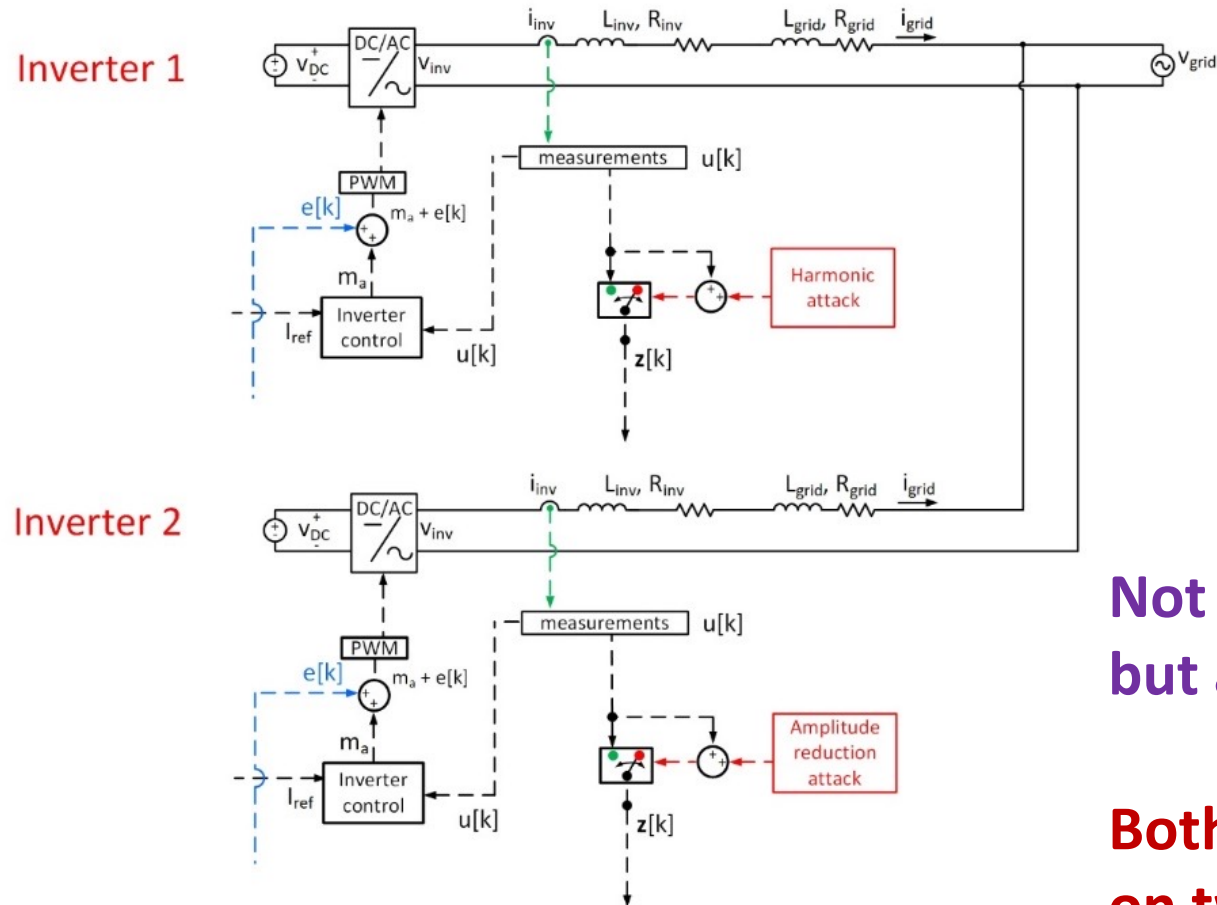 i_inv L_inv, R_inv L_grid, R_grid i_grid
Inverter 1
DC/AC
+
v_DC
-
v_inv
v_grid
measurements u[k]
PWM
e[k]
m_a + e[k]
+
+
m_a
+
+
Harmonic
attack
I_ref
Inverter
control
u[k]
z[k]
i_inv L_inv, R_inv L_grid, R_grid i_grid
Inverter 2
DC/AC
+
v_DC
-
v_inv
measurements u[k]
PWM
e[k]
m_a + e[k]
+
+
m_a
+
+
Amplitude
reduction
attack
I_ref
Inverter
control
u[k]
z[k]
Not
but
Both